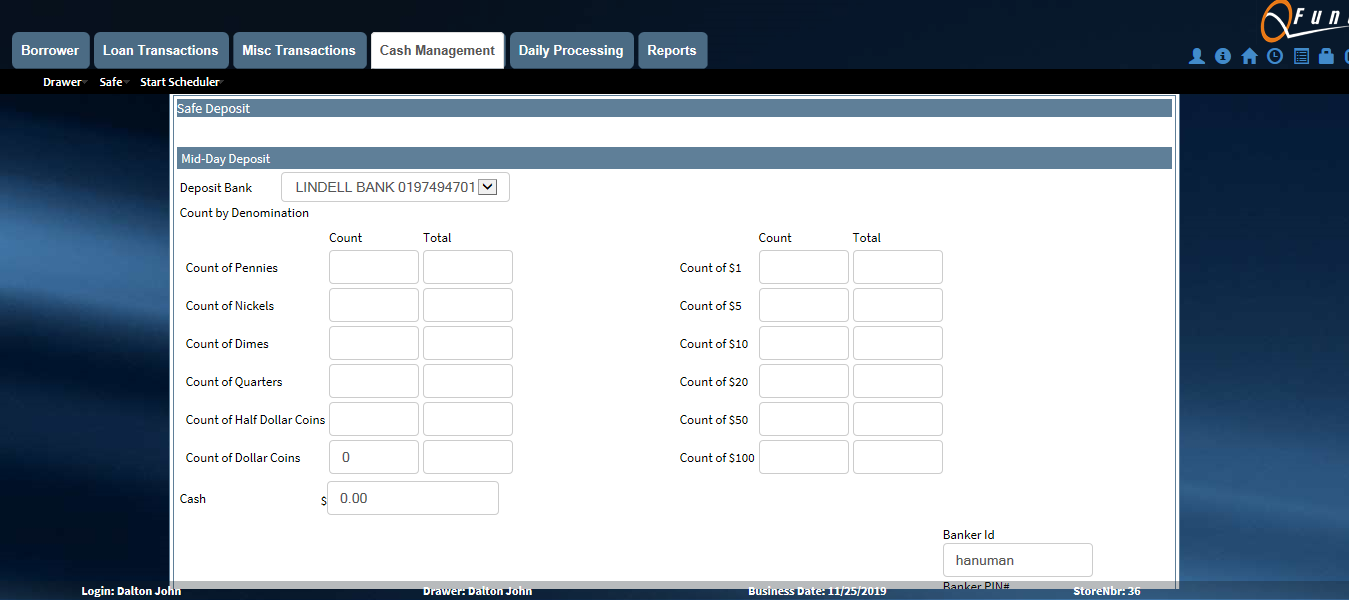 Fun
Borrower Loan Transactions Misc Transactions Cash Management Daily Processing Reports
Drawer Safe Start Scheduler
Safe Deposit
Mid-Day Deposit
Deposit Bank LINDELL BANK 0197494701
Count by Denomination
Count Total Count Total
Count of Pennies Count of $1
Count of Nickels Count of $5
Count of Dimes Count of $10
Count of Quarters Count of $20
Count of Half Dollar Coins Count of $50
Count of Dollar Coins 0 Count of $100
Cash $ 0.00
Banker Id
hanuman
Banker PIN#
Login: Dalton John Drawer: Dalton John Business Date: 11/25/2019 StoreNbr: 36